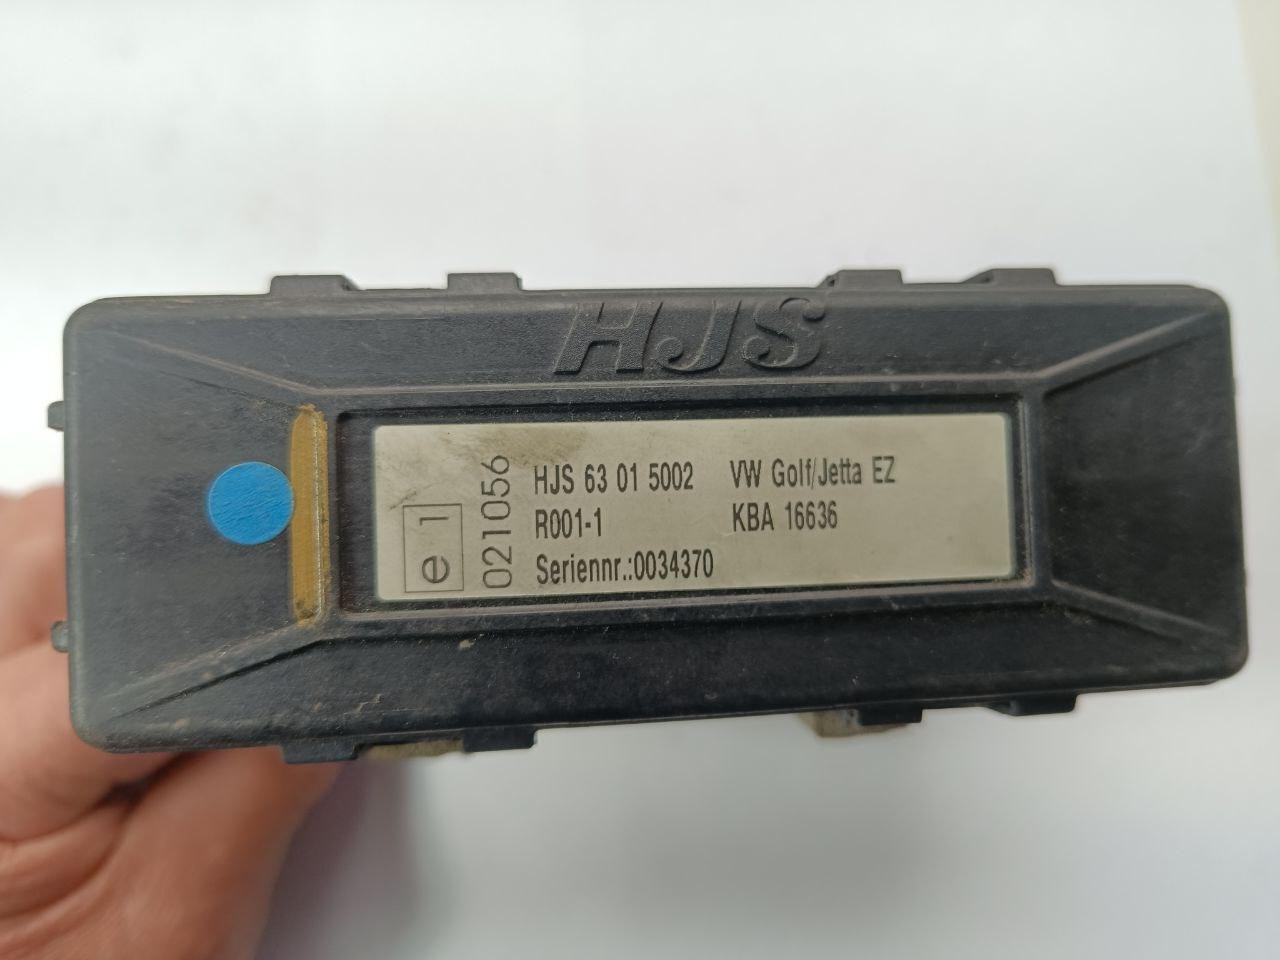 HJS
e 1
021056
HJS 63 01 5002 VW Golf/Jetta EZ
R001-1 KBA 16636
Seriennr.:0034370